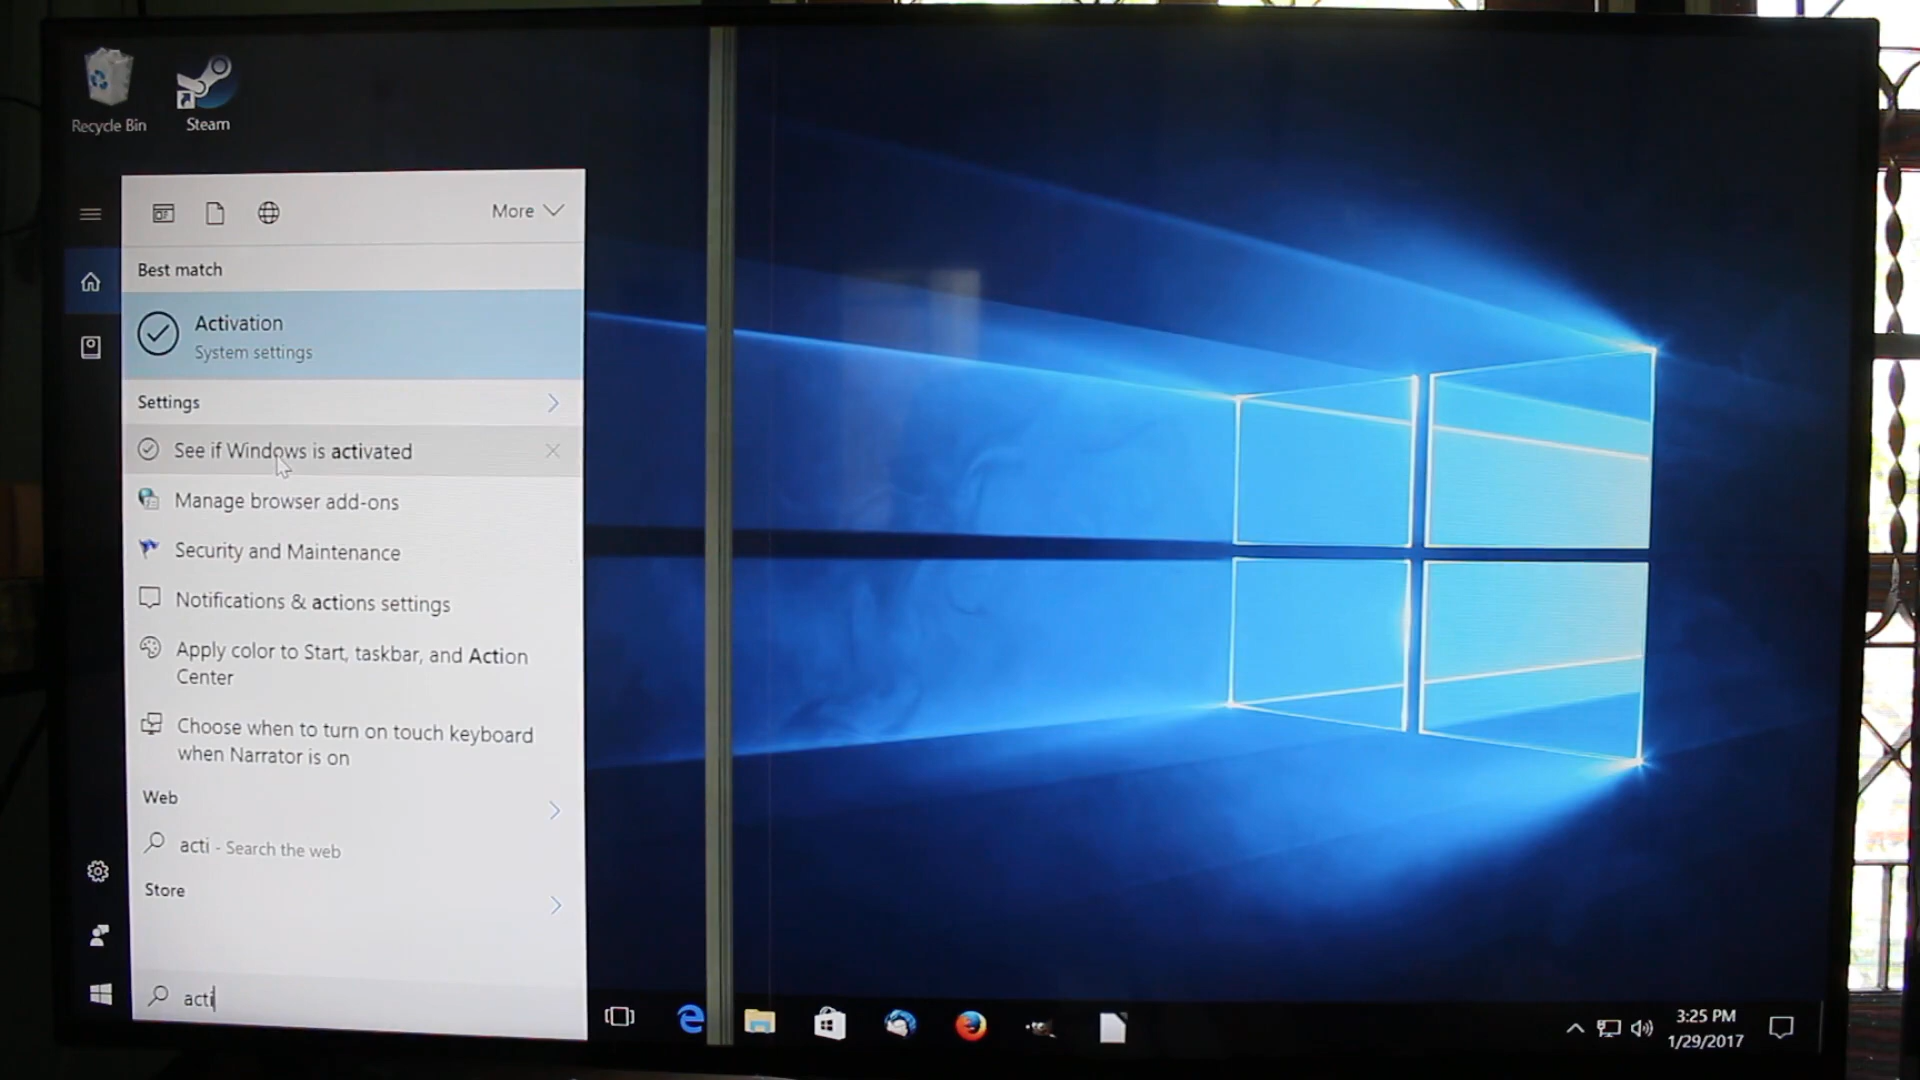 Recycle Bin
Steam
More
Best match
Activation
System settings
Settings
See if Windows is activated
Manage browser add-ons
Security and Maintenance
Notifications & actions settings
Apply color to Start, taskbar, and Action
Center
Choose when to turn on touch keyboard
when Narrator is on
Web
acti - Search the web
Store
acti
3:25 PM
1/29/2017